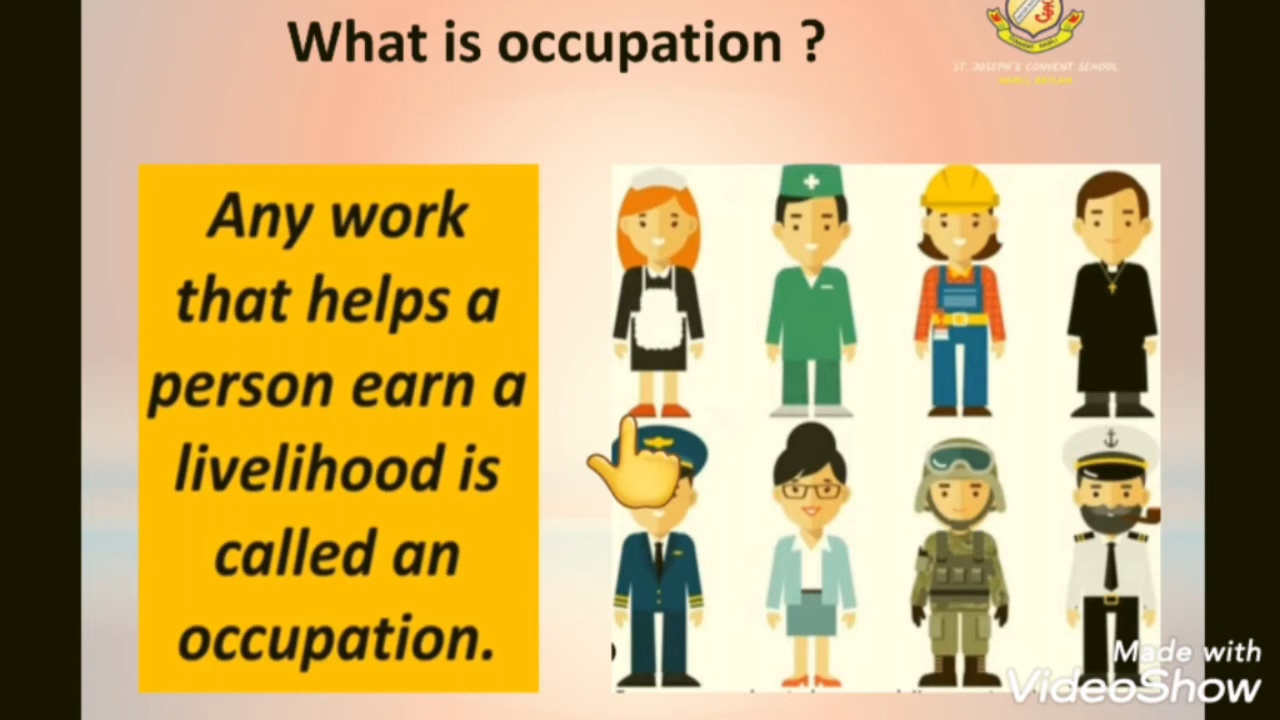 What is occupation ?
ST. JOSEPH'S CONVENT SCHOOL
Any work
that helps a
person earn a
livelihood is
called an
occupation.
Made with
VideoShow